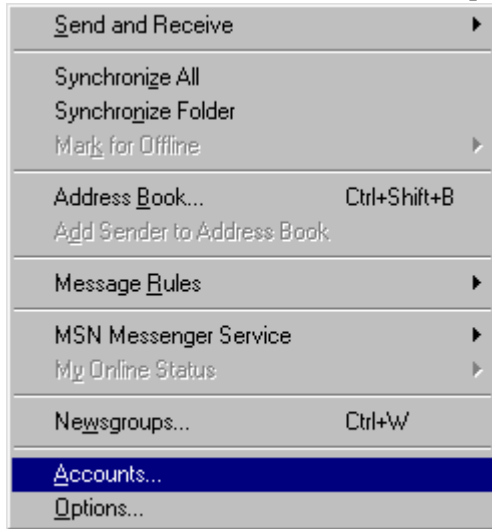 Send and Receive
Synchronize All
Synchronize Folder
Mark for Offline
Address Book... Ctrl+Shift+B
Add Sender to Address Book
Message Rules
MSN Messenger Service
My Online Status
Newsgroups... Ctrl+W
Accounts...
Options...